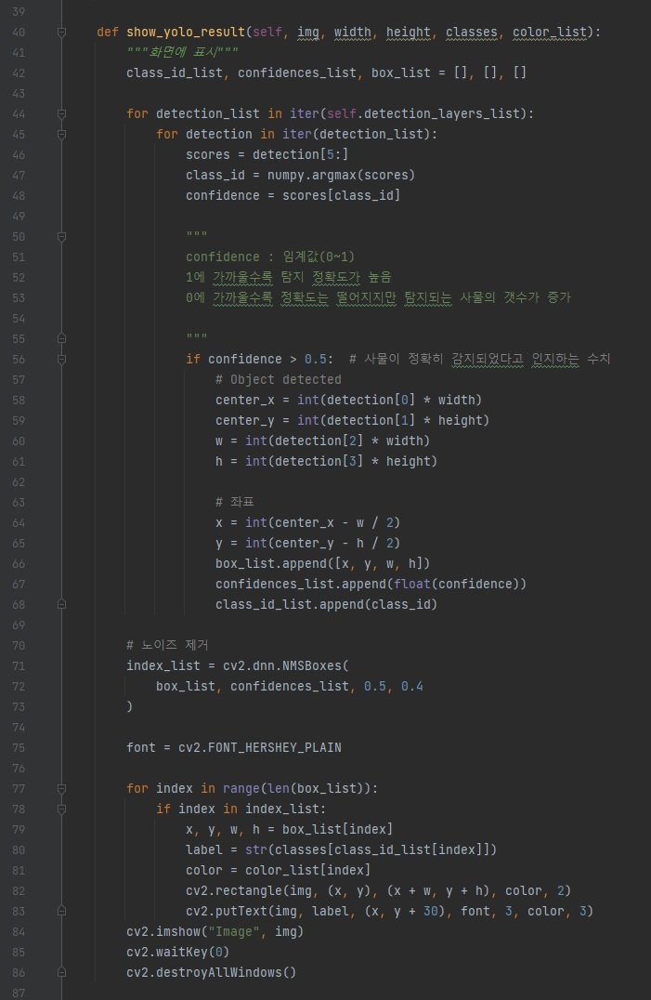 39
40 def show_yolo_result(self, img, width, height, classes, color_list):
41 """화면에 표시"""
42 class_id_list, confidences_list, box_list = [], [], []
43
44 for detection_list in iter(self.detection_layers_list):
45 for detection in iter(detection_list):
46 scores = detection[5:]
47 class_id = numpy.argmax(scores)
48 confidence = scores[class_id]
49
50 """
51 confidence : 임계값(0~1)
52 1에 가까울수록 탐지 정확도가 높음
53 0에 가까울수록 정확도는 떨어지지만 탐지되는 사물의 갯수가 증가
54
55 """
56 if confidence > 0.5:  # 사물이 정확히 감지되었다고 인지하는 수치
57 # Object detected
58 center_x = int(detection[0] * width)
59 center_y = int(detection[1] * height)
60 w = int(detection[2] * width)
61 h = int(detection[3] * height)
62
63 # 좌표
64 x = int(center_x - w / 2)
65 y = int(center_y - h / 2)
66 box_list.append([x, y, w, h])
67 confidences_list.append(float(confidence))
68 class_id_list.append(class_id)
69
70 # 노이즈 제거
71 index_list = cv2.dnn.NMSBoxes(
72 box_list, confidences_list, 0.5, 0.4
73 )
74
75 font = cv2.FONT_HERSHEY_PLAIN
76
77 for index in range(len(box_list)):
78 if index in index_list:
79 x, y, w, h = box_list[index]
80 label = str(classes[class_id_list[index]])
81 color = color_list[index]
82 cv2.rectangle(img, (x, y), (x + w, y + h), color, 2)
83 cv2.putText(img, label, (x, y + 30), font, 3, color, 3)
84 cv2.imshow("Image", img)
85 cv2.waitKey(0)
86 cv2.destroyAllWindows()
87